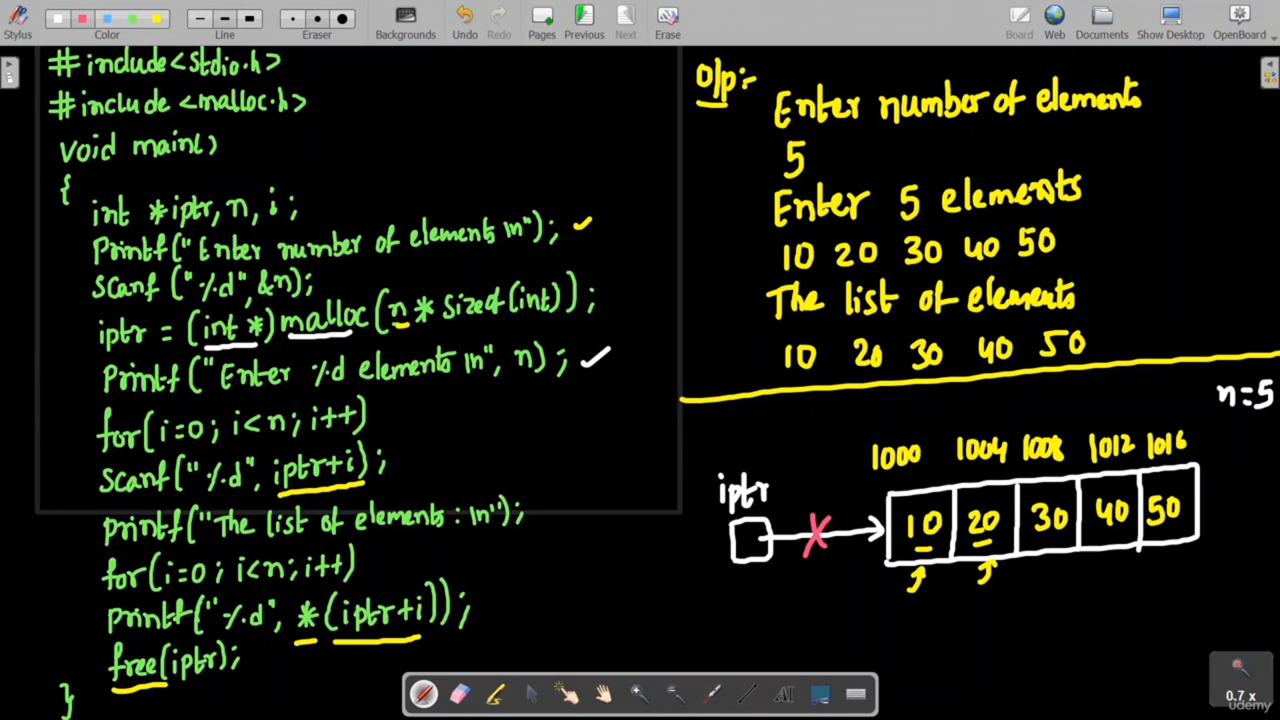 Stylus Color Line Eraser Backgrounds Undo Redo Pages Previous Next Erase Board Web Documents Show Desktop OpenBoard
#include<stdio.h>
#include <malloc.h>
void main()
{
int *iptr, n, i;
Printf("Enter number of elements \n");
scanf ("%d", &n);
iptr = (int *) malloc (n * sizeof(int));
Printf ("Enter %d elements \n", n);
for(i=0; i<n; i++)
scanf("%d", iptr+i);
printf("The list of elements : \n");
for(i=0; i<n; i++)
printf("%d", *(iptr+i));
free(iptr);
}
O/p:-
Enter number of elements
5
Enter 5 elements
10 20 30 40 50
The list of elements
10 20 30 40 50
n=5
1000 1004 1008 1012 1016
iptr
10 20 30 40 50
AI
0.7 x
udemy